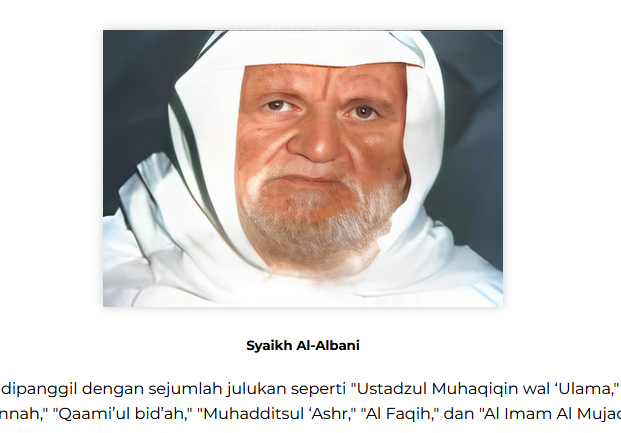 Syaikh Al-Albani
dipanggil dengan sejumlah julukan seperti "Ustadzul Muhaqiqin wal ‘Ulama,"
nnah," "Qaami’ul bid’ah," "Muhadditsul ‘Ashr," "Al Faqih," dan "Al Imam Al Mujad